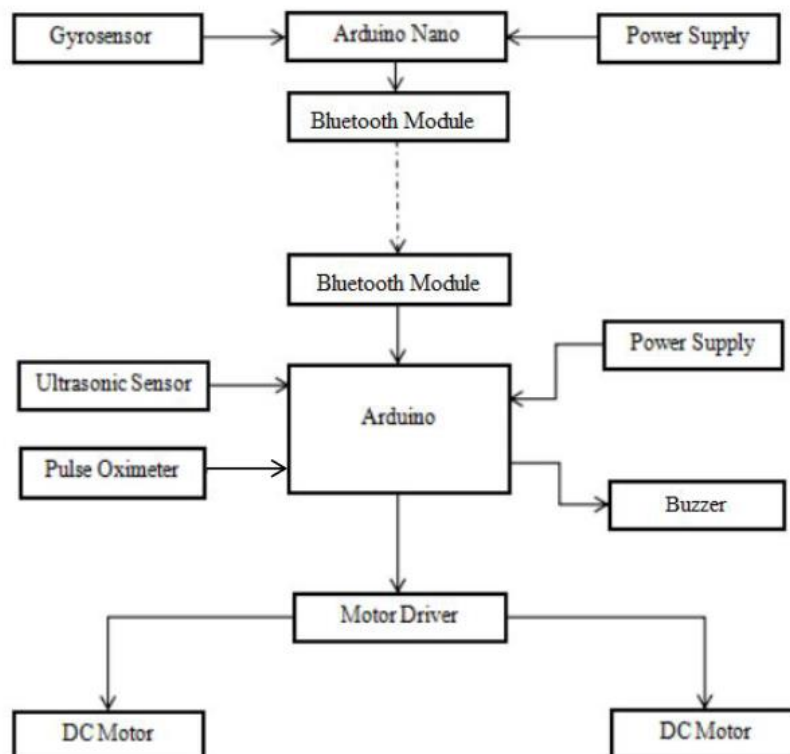 Gyrosensor
Arduino Nano
Power Supply
Bluetooth Module
Bluetooth Module
Power Supply
Ultrasonic Sensor
Arduino
Pulse Oximeter
Buzzer
Motor Driver
DC Motor
DC Motor